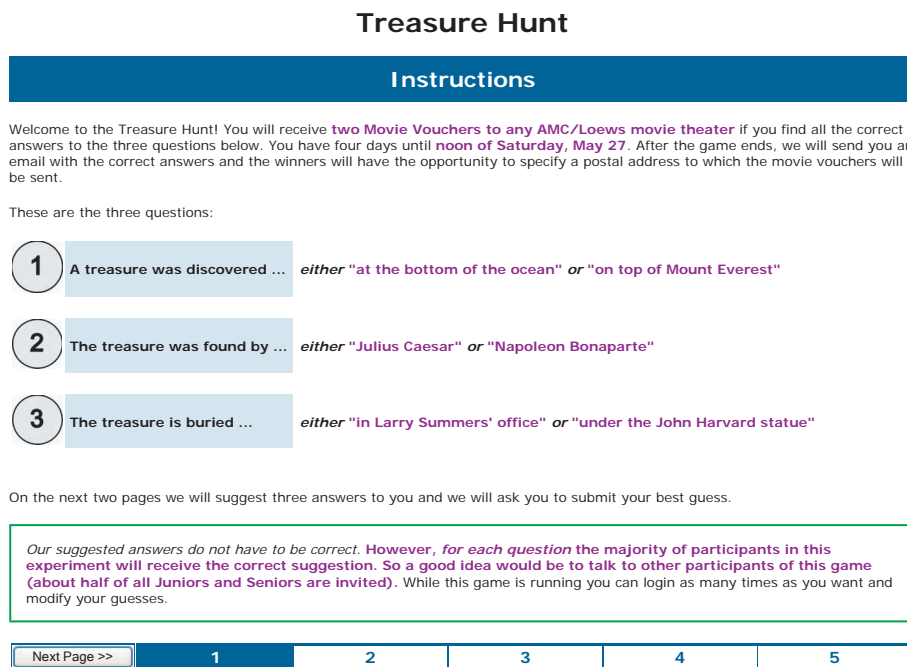 Treasure Hunt
Instructions
Welcome to the Treasure Hunt! You will receive two Movie Vouchers to any AMC/Loews movie theater if you find all the correct
answers to the three questions below. You have four days until noon of Saturday, May 27. After the game ends, we will send you an
email with the correct answers and the winners will have the opportunity to specify a postal address to which the movie vouchers will
be sent.
These are the three questions:
1 A treasure was discovered ... either "at the bottom of the ocean" or "on top of Mount Everest"
2 The treasure was found by ... either "Julius Caesar" or "Napoleon Bonaparte"
3 The treasure is buried ... either "in Larry Summers' office" or "under the John Harvard statue"
On the next two pages we will suggest three answers to you and we will ask you to submit your best guess.
Our suggested answers do not have to be correct. However, for each question the majority of participants in this
experiment will receive the correct suggestion. So a good idea would be to talk to other participants of this game
(about half of all Juniors and Seniors are invited). While this game is running you can login as many times as you want and
modify your guesses.
Next Page >> 1 2 3 4 5